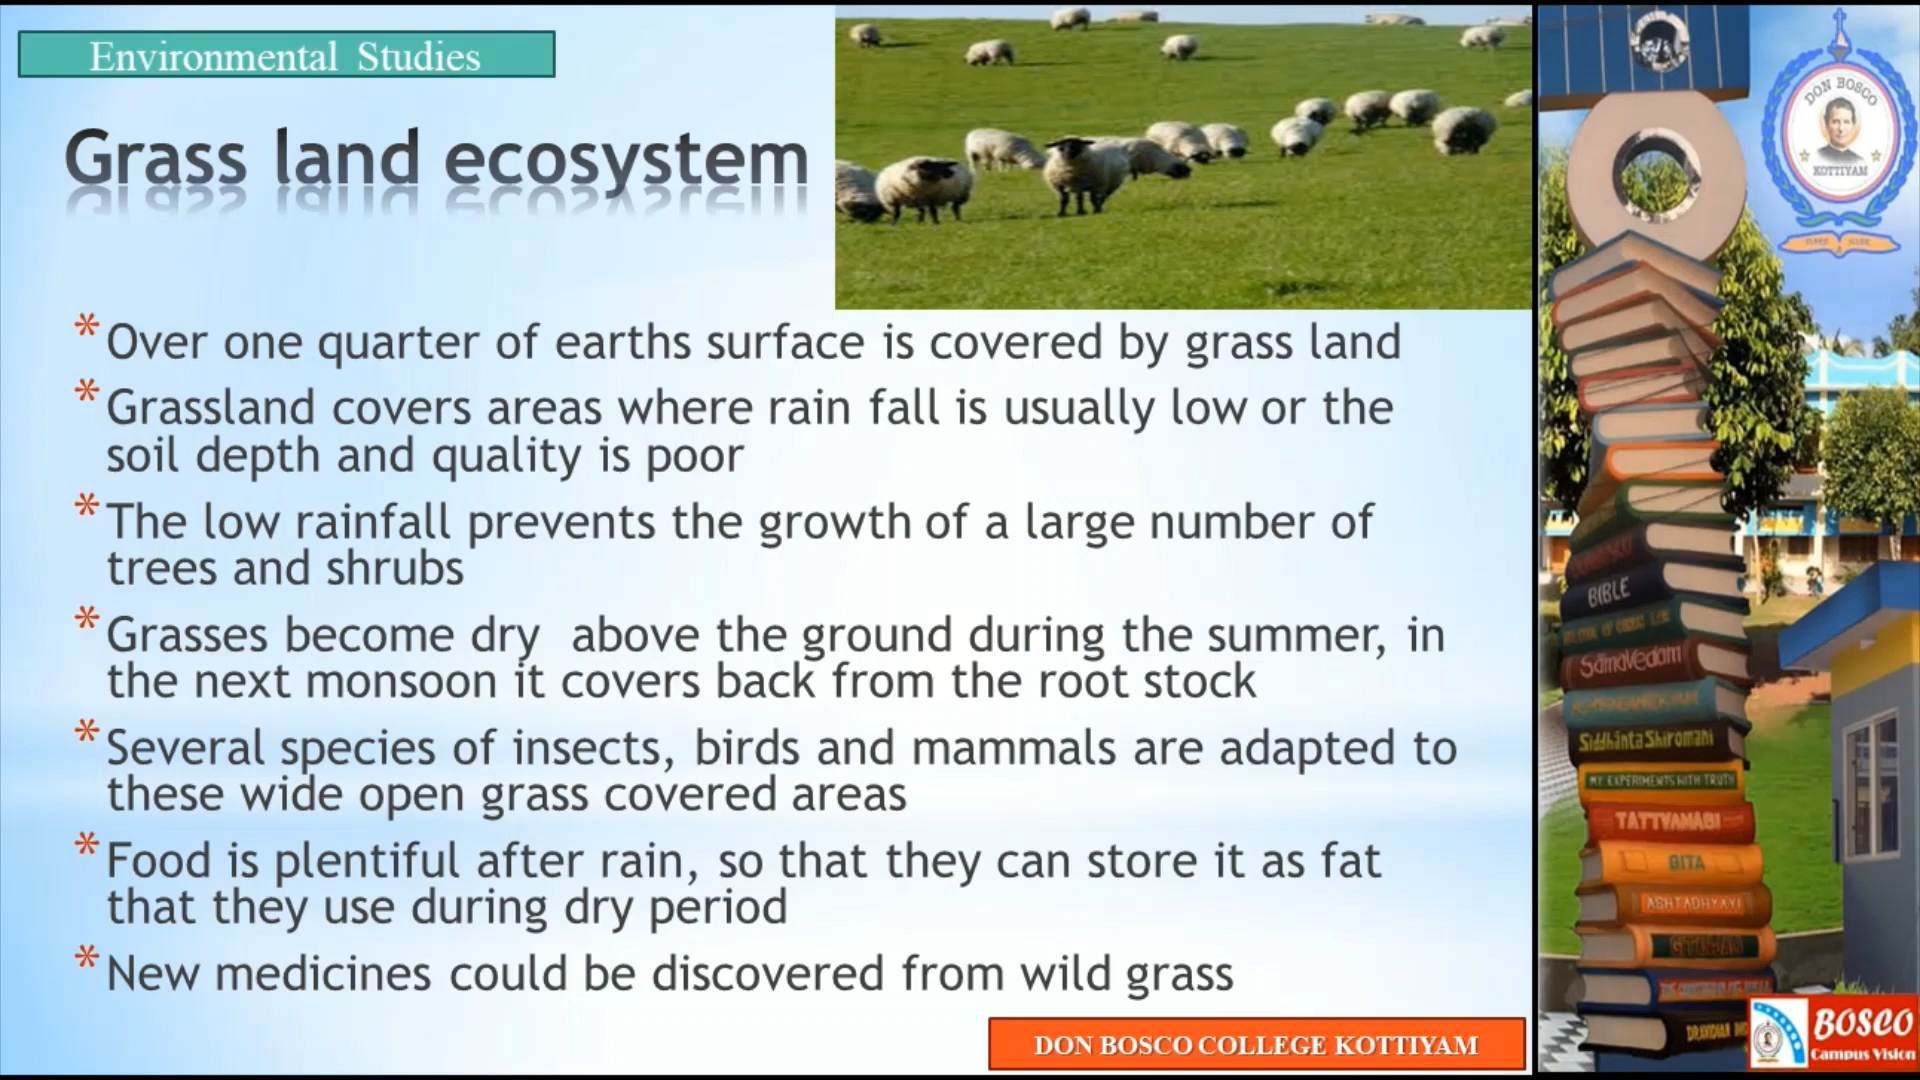 Environmental Studies
Grass land ecosystem
* Over one quarter of earths surface is covered by grass land
* Grassland covers areas where rain fall is usually low or the
soil depth and quality is poor
* The low rainfall prevents the growth of a large number of
trees and shrubs
* Grasses become dry above the ground during the summer, in
the next monsoon it covers back from the root stock
* Several species of insects, birds and mammals are adapted to
these wide open grass covered areas
* Food is plentiful after rain, so that they can store it as fat
that they use during dry period
* New medicines could be discovered from wild grass
DON BOSCO COLLEGE KOTTIYAM
DON BOSCO
KOTTIYAM
BIBLE
SamaVedam
Siddhanta Shiromani
MY EXPERIMENTS WITH TRUTH
GITA
ASHTADHYAYI
BOSCO
Campus Vision